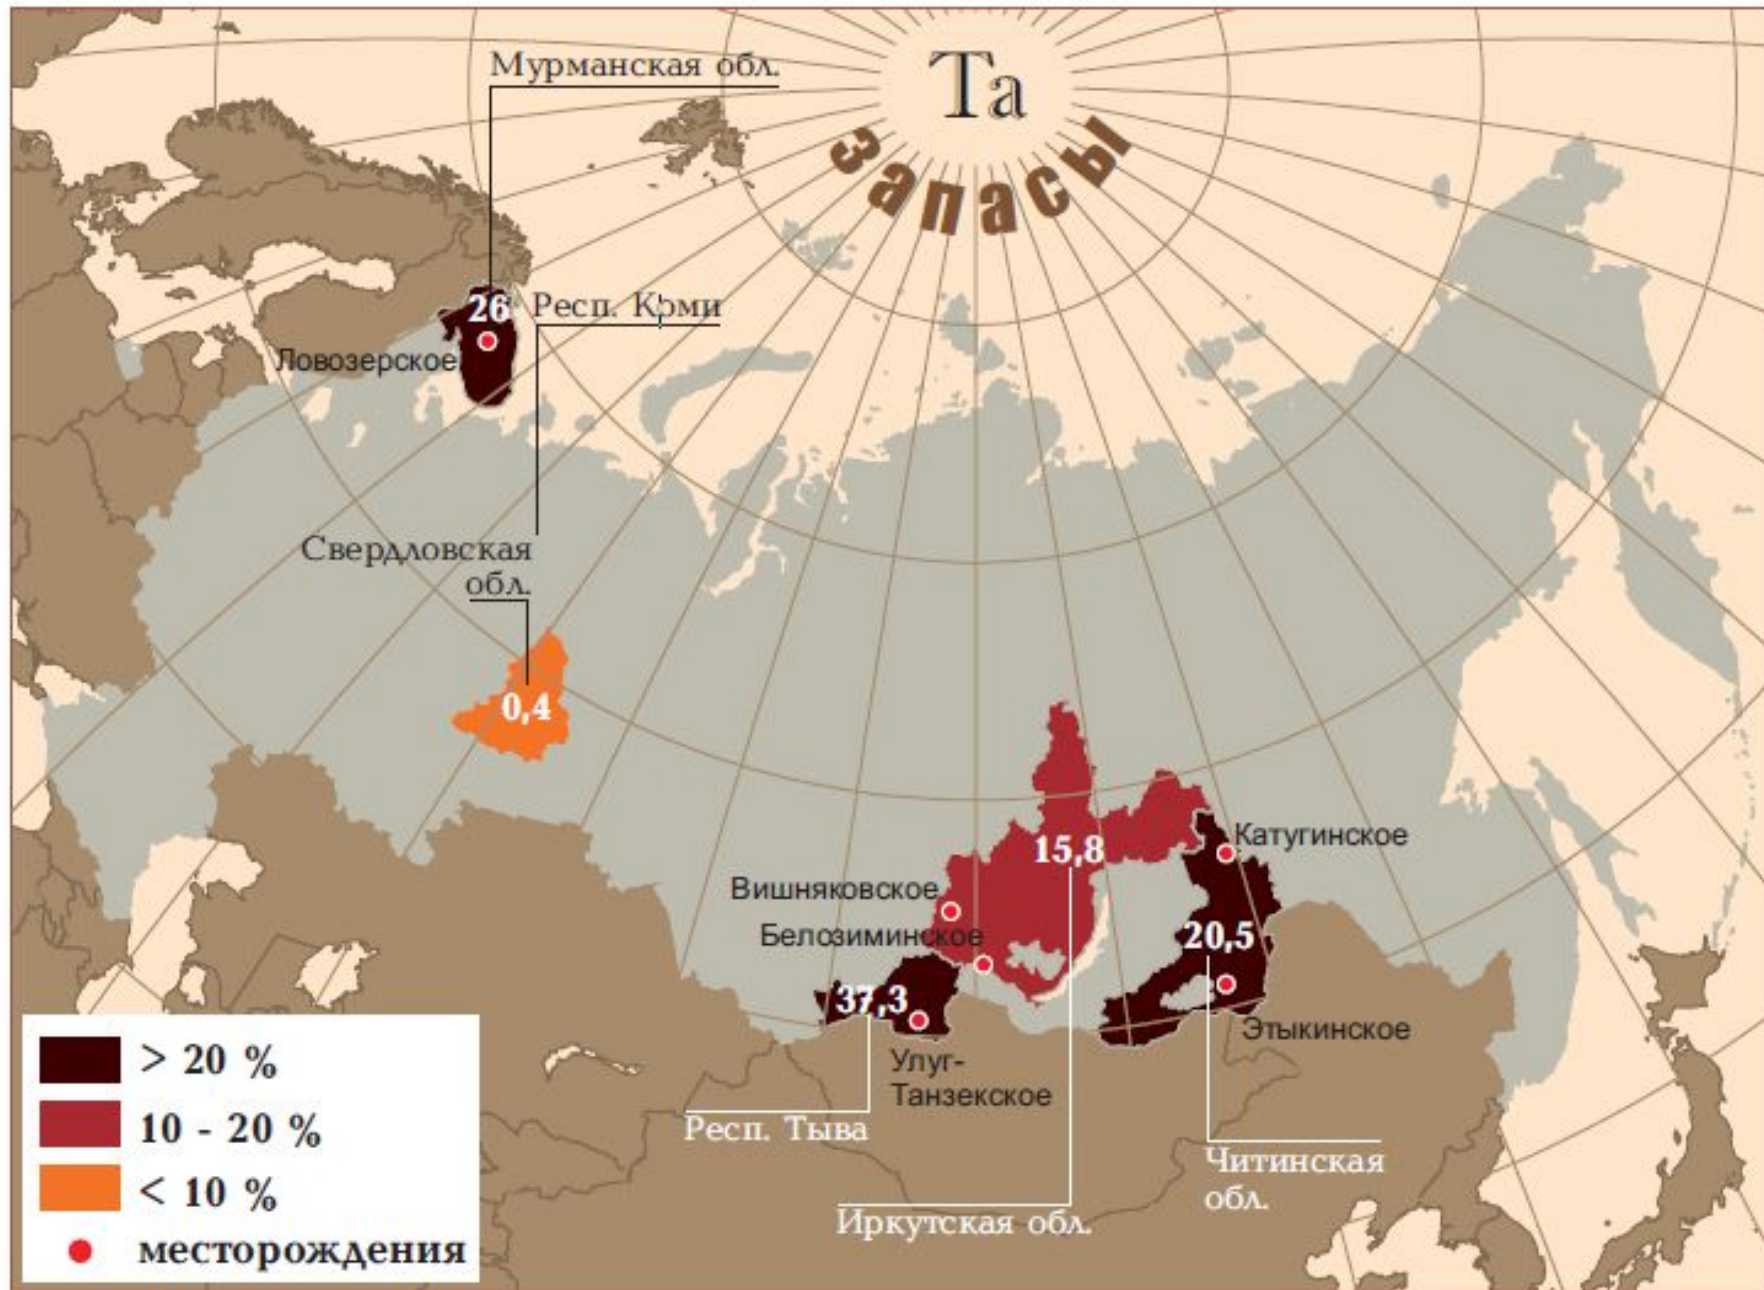 Мурманская обл.
Ta
запасы
26
Респ. Коми
Ловозерское
Свердловская
обл.
0,4
15,8
Катугинское
Вишняковское
Белозиминское
20,5
37,3
Этыкинское
Улуг-
Танзекское
Респ. Тыва
Читинская
обл.
Иркутская обл.
> 20 %
10 - 20 %
< 10 %
месторождения